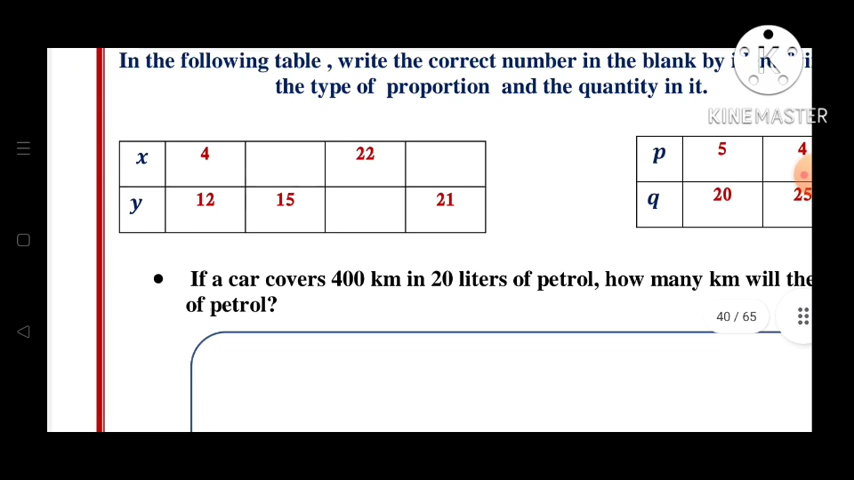 In the following table , write the correct number in the blank by
the type of proportion and the quantity in it.
KINEMASTER
x 4 22
y 12 15 21
p 5 4
q 20 25
• If a car covers 400 km in 20 liters of petrol, how many km will the
of petrol?
40 / 65